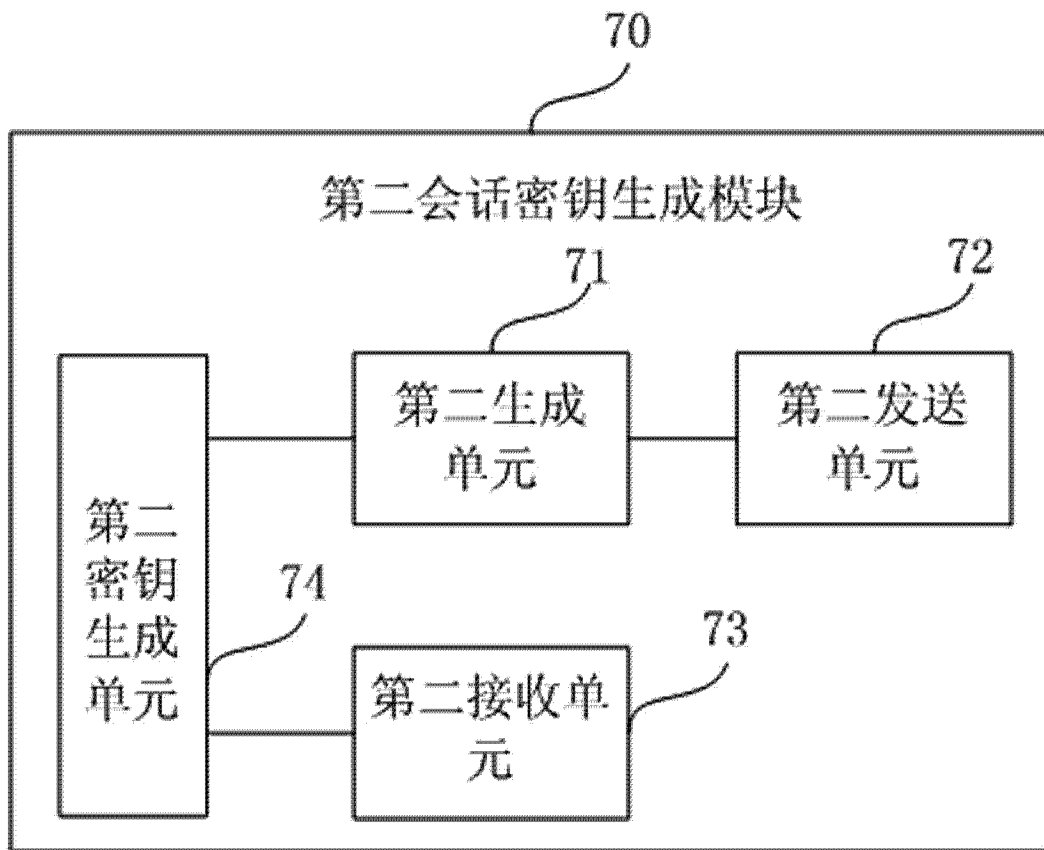 70
第二会话密钥生成模块
71
72
第二生成
单元
第二发送
单元
第二
密钥
生成
单元
74
73
第二接收单
元